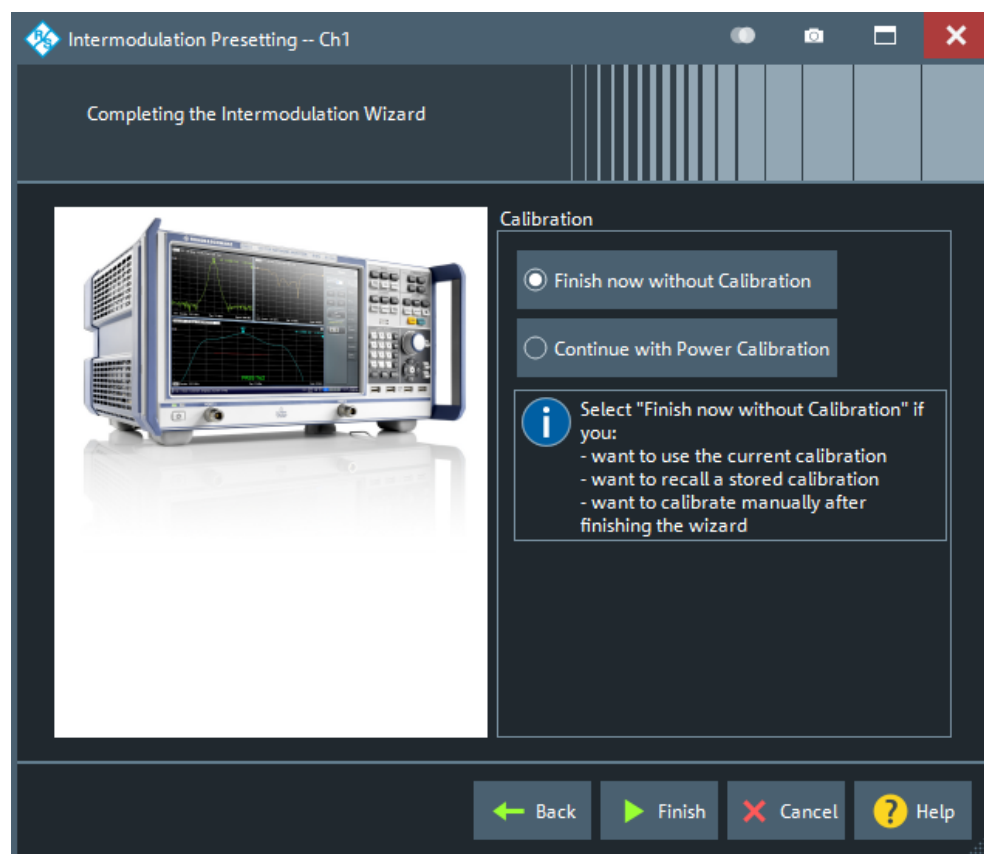 Intermodulation Presetting -- Ch1
Completing the Intermodulation Wizard
Calibration
Finish now without Calibration
Continue with Power Calibration
Select "Finish now without Calibration" if
you:
- want to use the current calibration
- want to recall a stored calibration
- want to calibrate manually after
finishing the wizard
Back
Finish
Cancel
Help